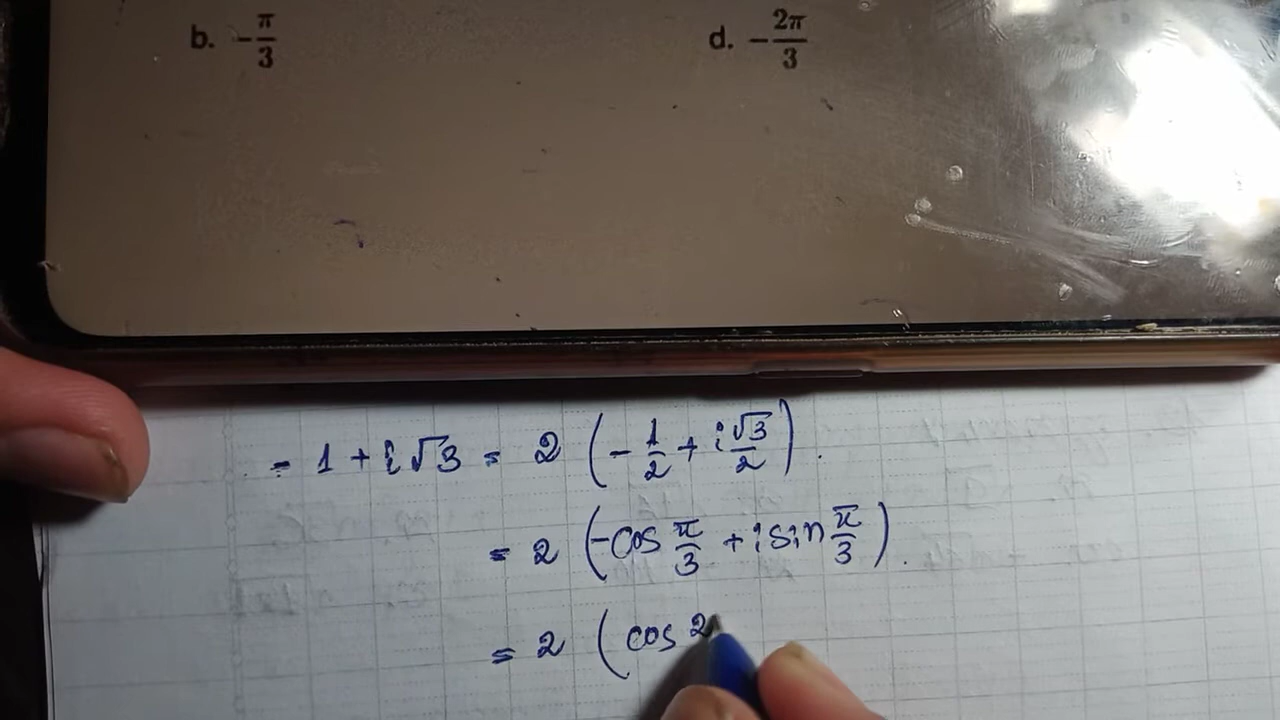 b. -π/3
d. -2π/3
- 1 + i√3 = 2 (-1/2 + i√3/2).
= 2 (-cos π/3 + i sin π/3).
= 2 (cos 2